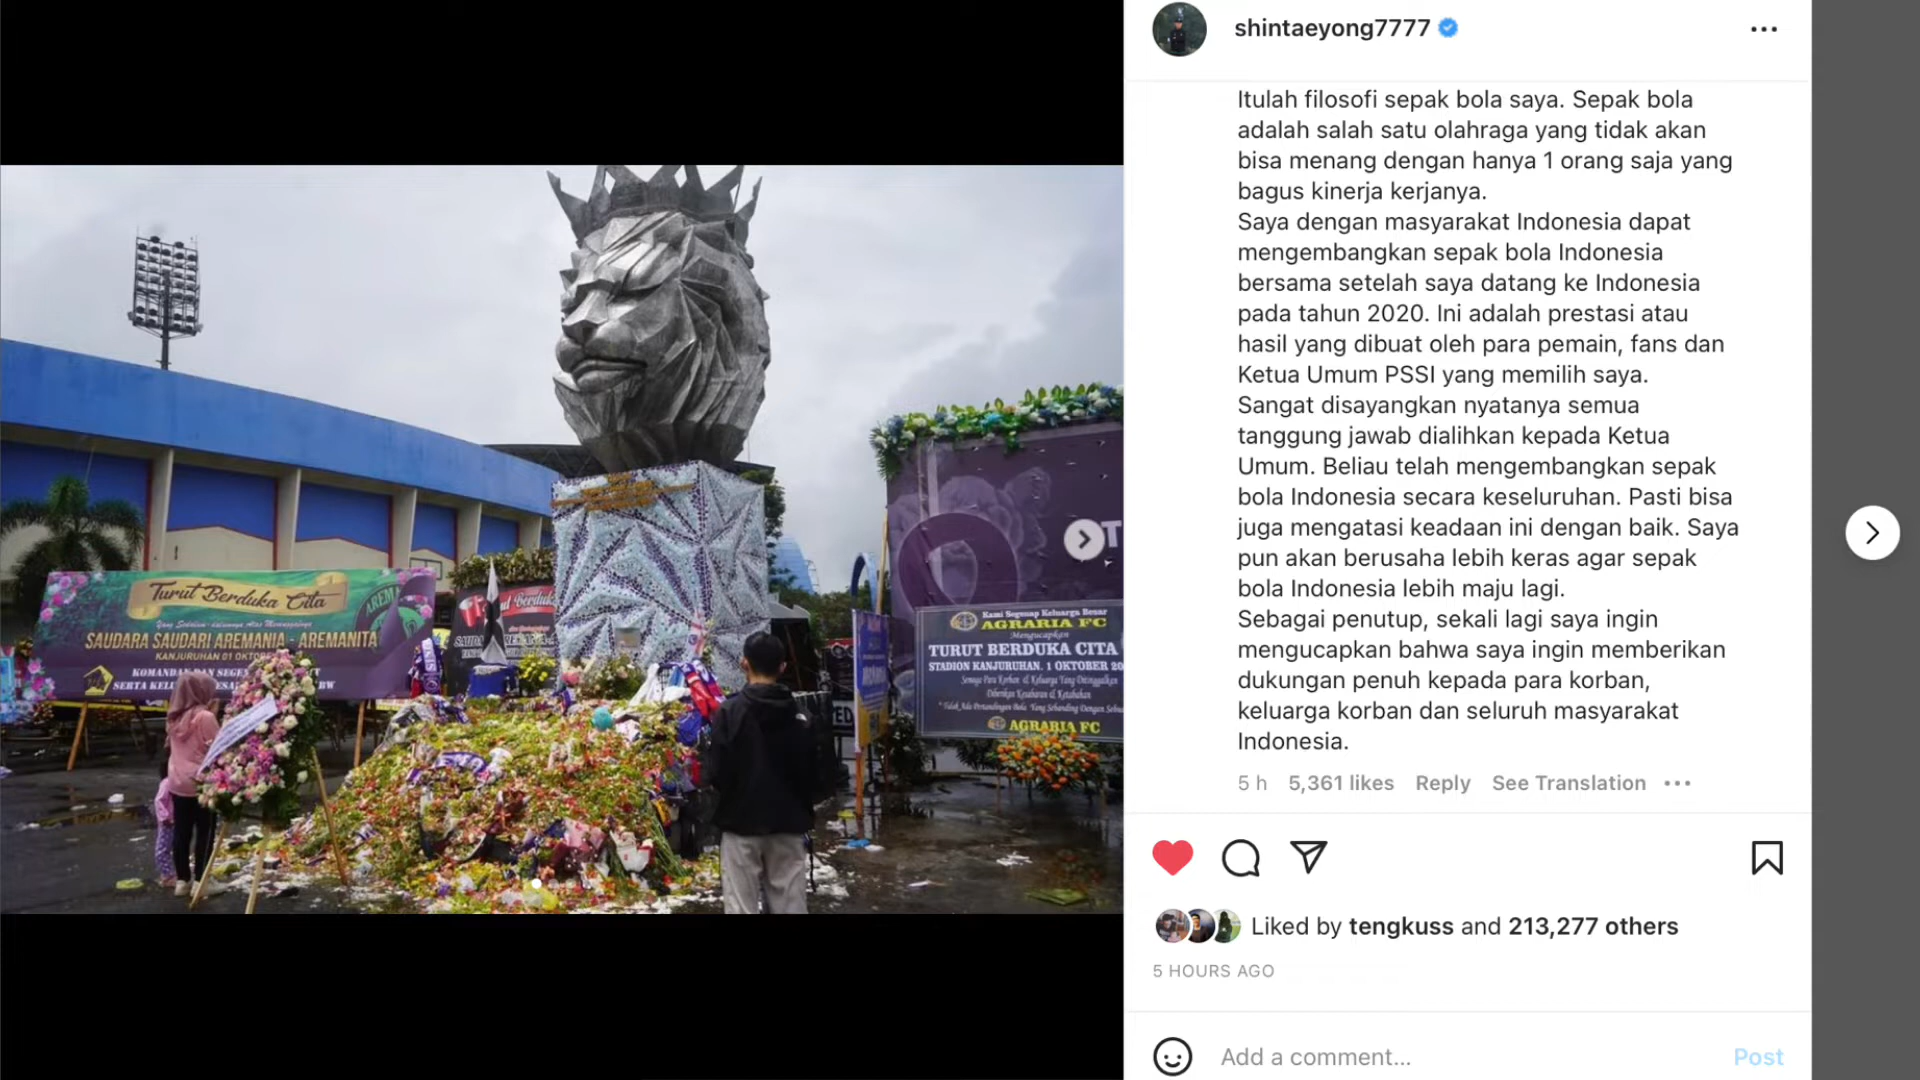 shintaeyong7777
Itulah filosofi sepak bola saya. Sepak bola
adalah salah satu olahraga yang tidak akan
bisa menang dengan hanya 1 orang saja yang
bagus kinerja kerjanya.
Saya dengan masyarakat Indonesia dapat
mengembangkan sepak bola Indonesia
bersama setelah saya datang ke Indonesia
pada tahun 2020. Ini adalah prestasi atau
hasil yang dibuat oleh para pemain, fans dan
Ketua Umum PSSI yang memilih saya.
Sangat disayangkan nyatanya semua
tanggung jawab dialihkan kepada Ketua
Umum. Beliau telah mengembangkan sepak
bola Indonesia secara keseluruhan. Pasti bisa
juga mengatasi keadaan ini dengan baik. Saya
pun akan berusaha lebih keras agar sepak
bola Indonesia lebih maju lagi.
Sebagai penutup, sekali lagi saya ingin
mengucapkan bahwa saya ingin memberikan
dukungan penuh kepada para korban,
keluarga korban dan seluruh masyarakat
Indonesia.
5 h 5,361 likes Reply See Translation
Liked by tengkuss and 213,277 others
5 HOURS AGO
Add a comment... Post
Turut Berduka Cita
AREMA
SAUDARA SAUDARI AREMANIA - AREMANITA
KANJURUHAN 01
Kami Segenap Keluarga Besar
AGRARIA FC
Mengucapkan
TURUT BERDUKA CITA
STADION KANJURUHAN. 1 OKTOBER 20
AGRARIA FC